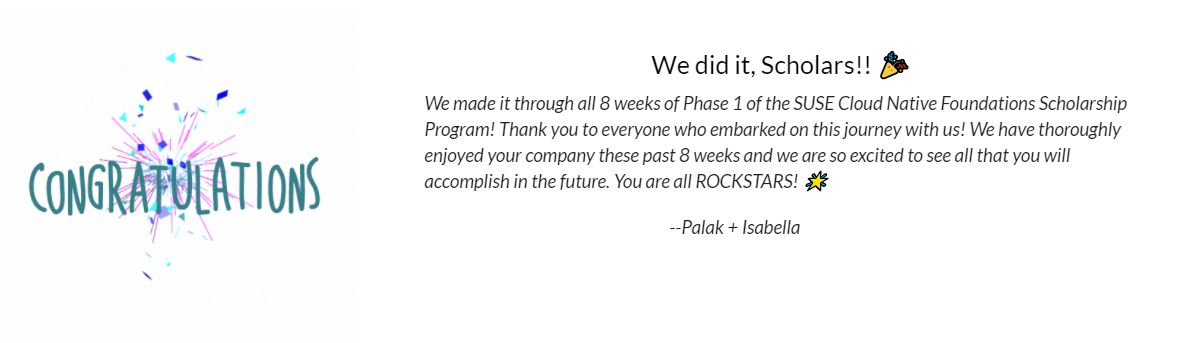 CONGRATULATIONS
We did it, Scholars!! 🎉
We made it through all 8 weeks of Phase 1 of the SUSE Cloud Native Foundations Scholarship
Program! Thank you to everyone who embarked on this journey with us! We have thoroughly
enjoyed your company these past 8 weeks and we are so excited to see all that you will
accomplish in the future. You are all ROCKSTARS! 🌟
--Palak + Isabella